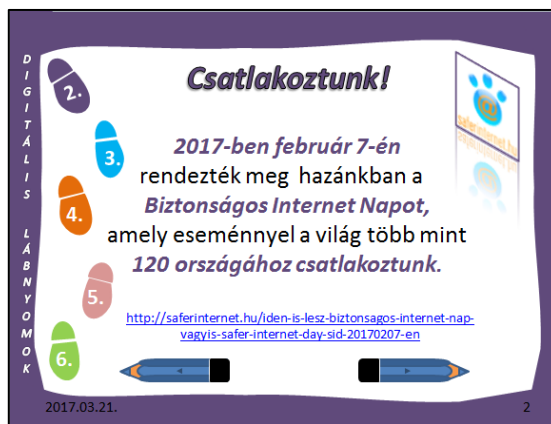 Csatlakoztunk!
DIGITÁLIS LÁBNYOMOK
2.
3.
4.
5.
6.
saferinternet.hu
2017-ben február 7-én
rendezték meg hazánkban a
Biztonságos Internet Napot,
amely eseménnyel a világ több mint
120 országához csatlakoztunk.
http://saferinternet.hu/iden-is-lesz-biztonsagos-internet-nap-
vagyis-safer-internet-day-sid-20170207-en
2017.03.21.
2